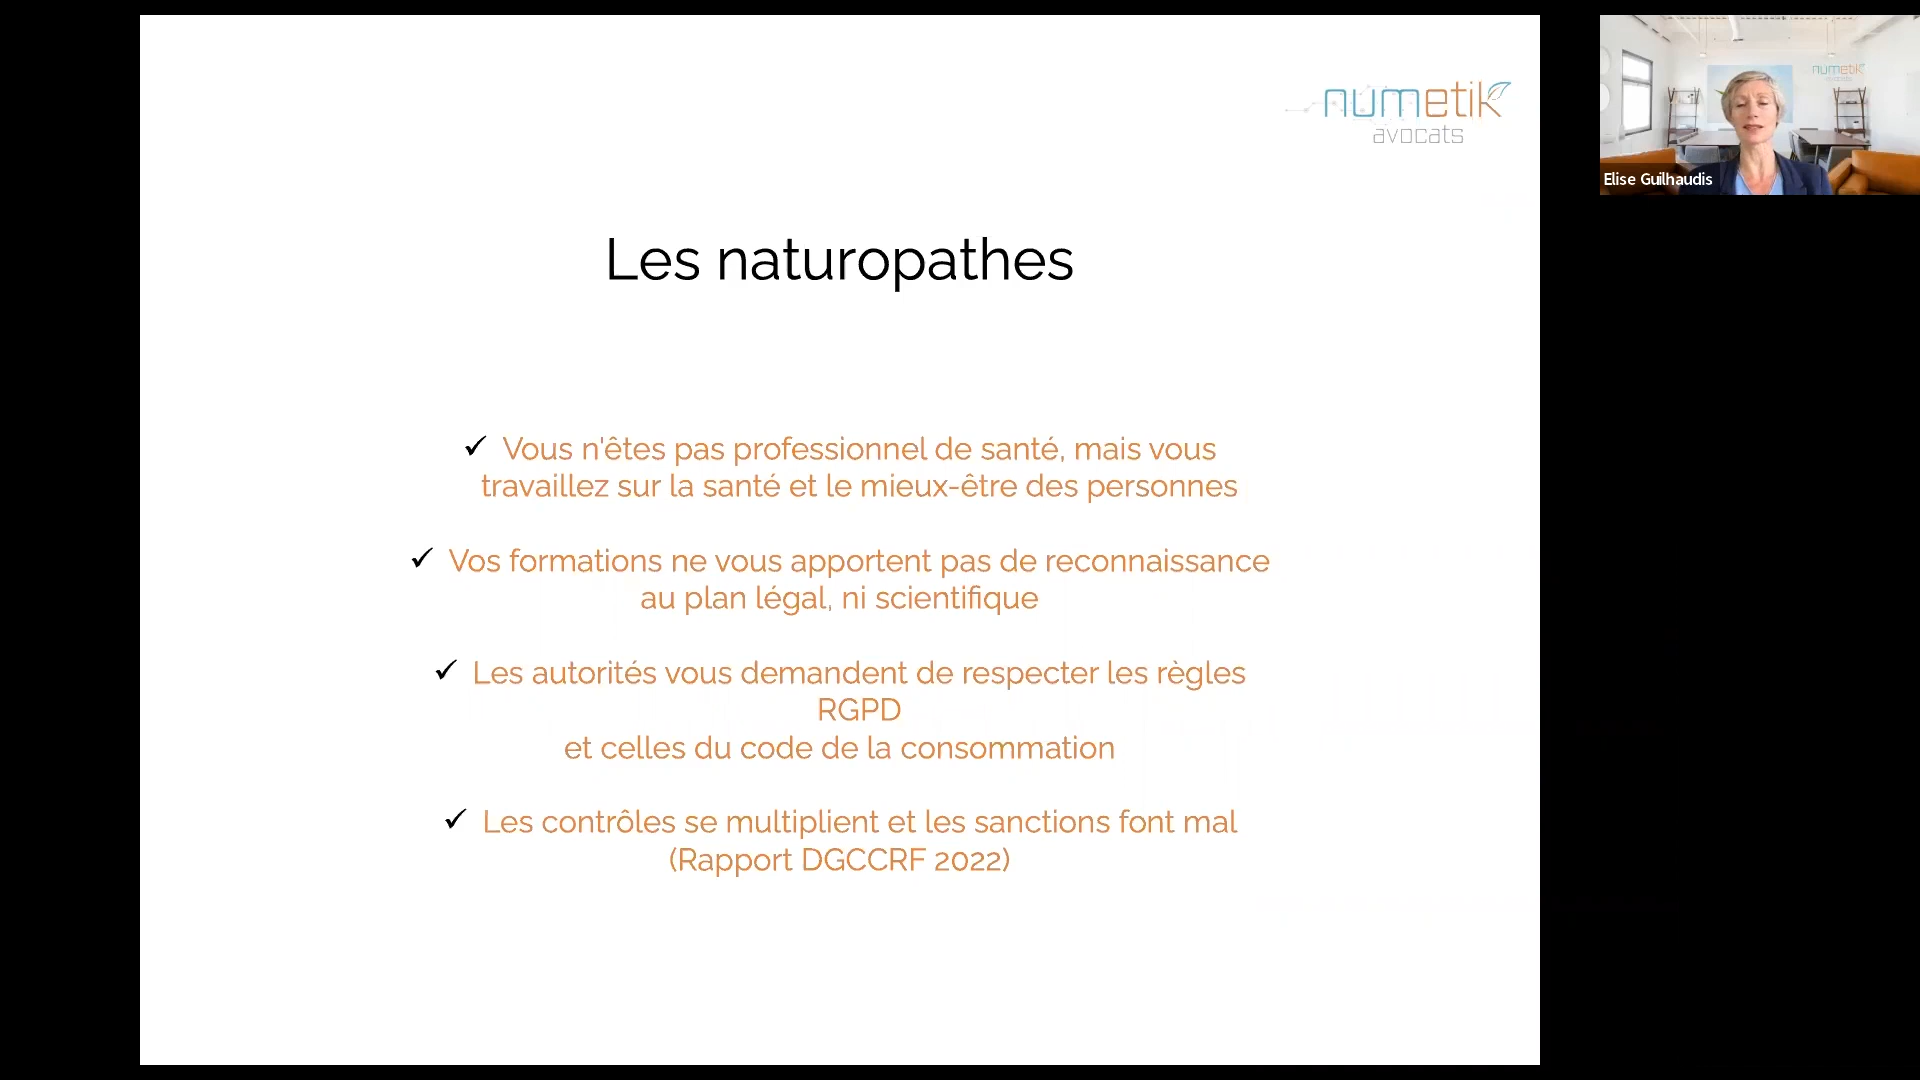 numetik
avocats
numetik
Elise Guilhaudis
Les naturopathes
✓ Vous n'êtes pas professionnel de santé, mais vous
travaillez sur la santé et le mieux-être des personnes
✓ Vos formations ne vous apportent pas de reconnaissance
au plan légal, ni scientifique
✓ Les autorités vous demandent de respecter les règles
RGPD
et celles du code de la consommation
✓ Les contrôles se multiplient et les sanctions font mal
(Rapport DGCCRF 2022)